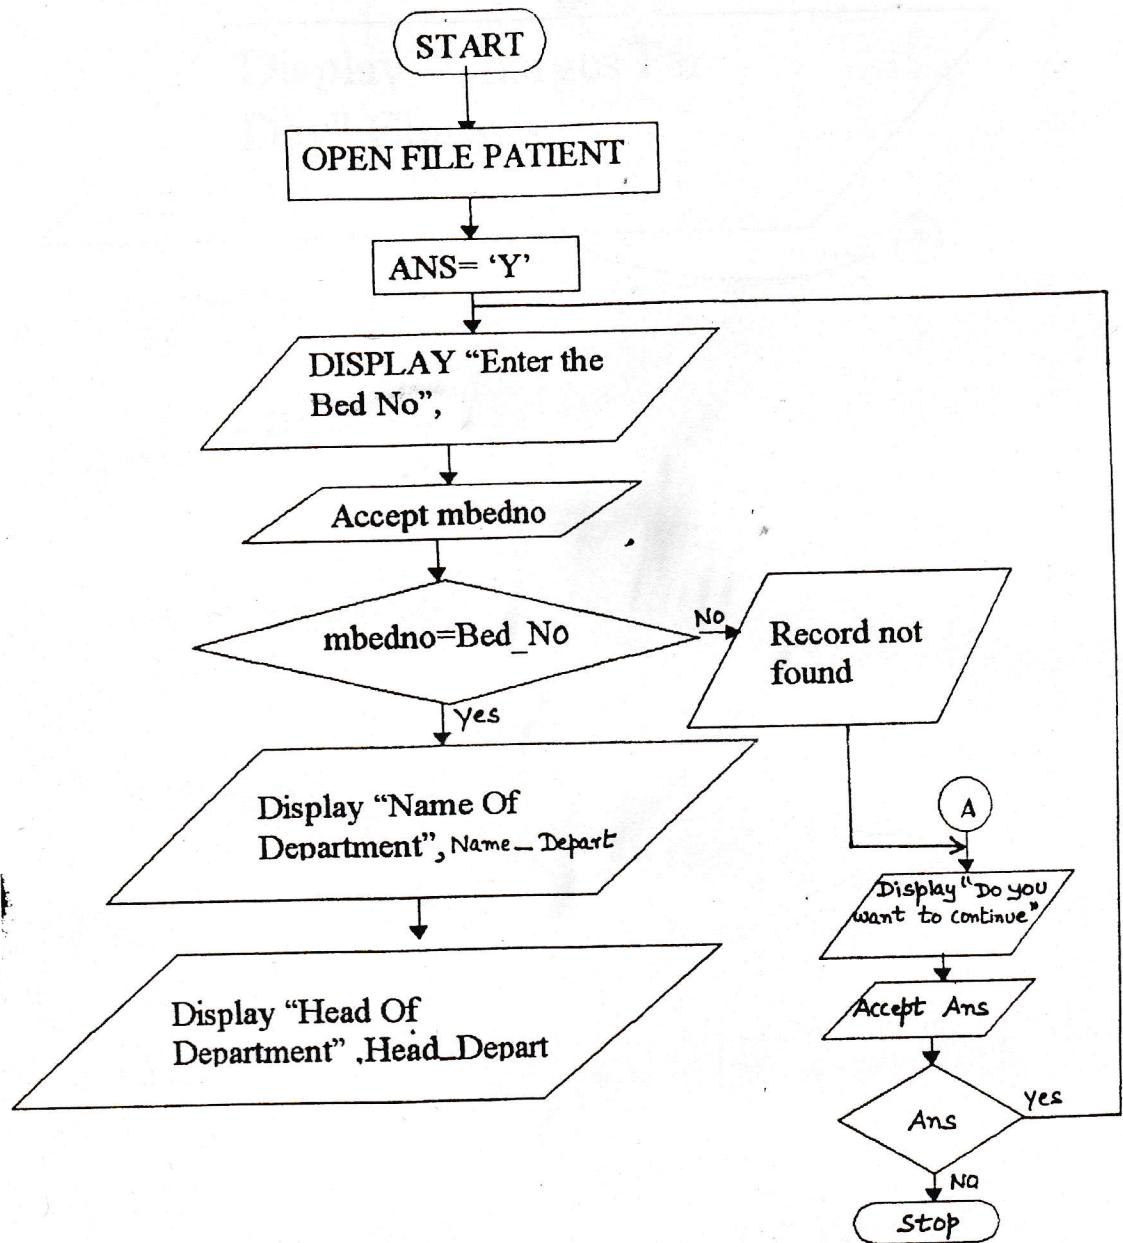 START
OPEN FILE PATIENT
ANS= ‘Y’
DISPLAY “Enter the
Bed No”,
Accept mbedno
mbedno=Bed_No
No
Record not
found
Yes
Display “Name Of
Department”, Name_Depart
Display “Head Of
Department” ,Head_Depart
A
Display “Do you
want to continue”
Accept Ans
Ans
Yes
No
Stop